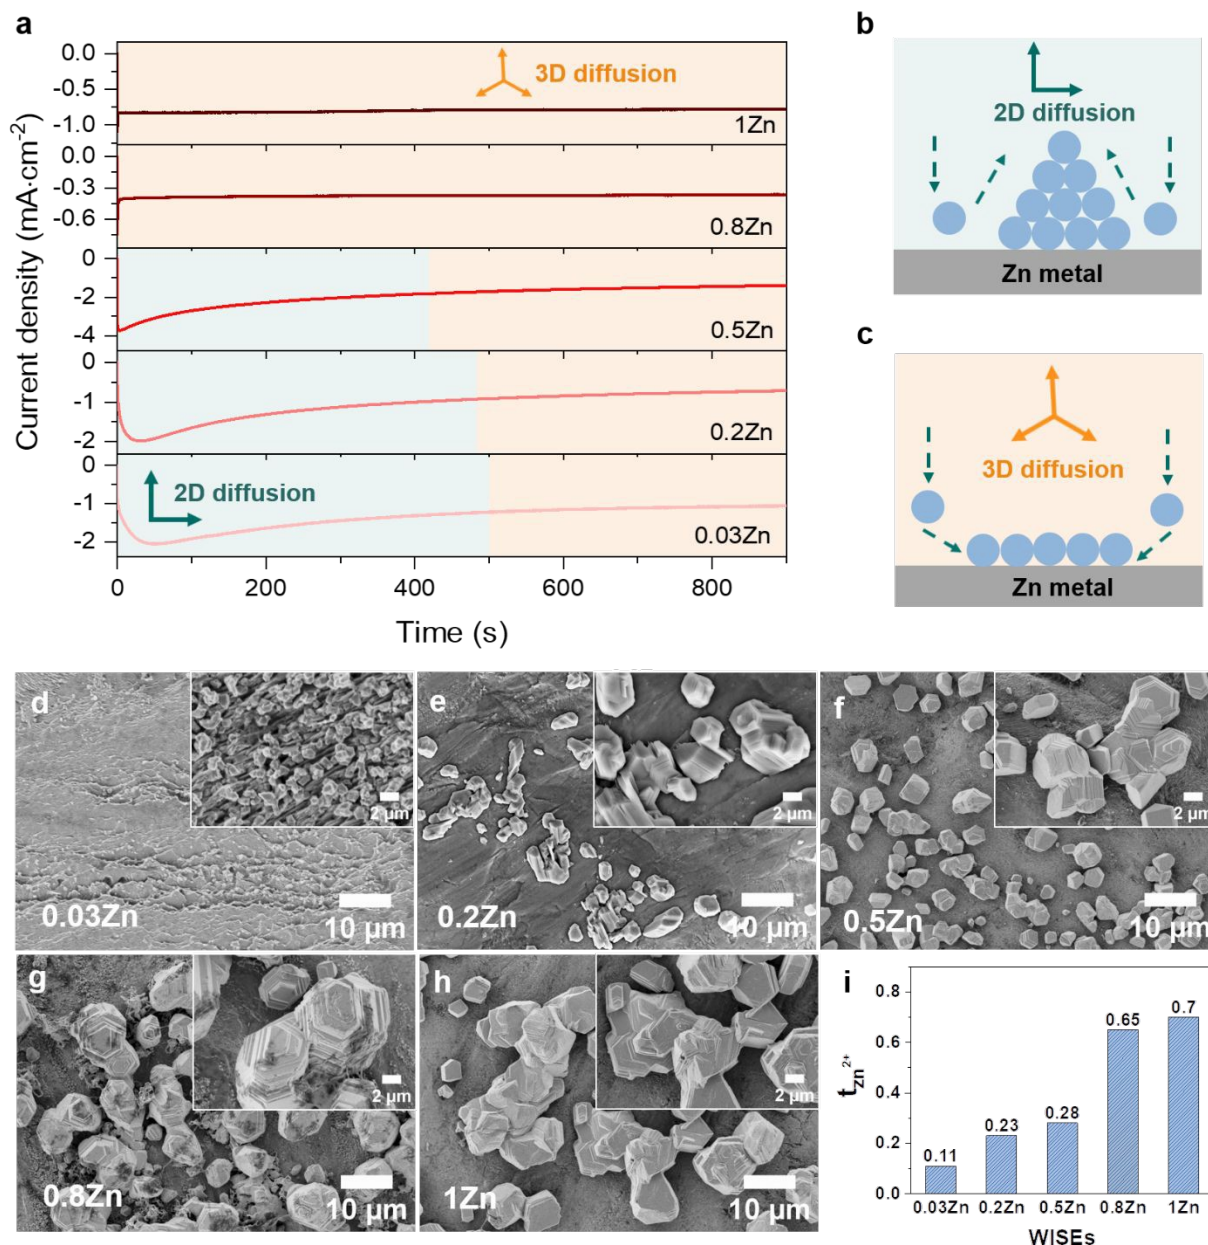 a
Current density (mA·cm⁻²)
0.0
-0.5
-1.0
3D diffusion
1Zn
0.0
-0.3
-0.6
0.8Zn
0
-2
-4
0.5Zn
0
-1
-2
0.2Zn
0
-1
-2
2D diffusion
0.03Zn
0 200 400 600 800
Time (s)
b
2D diffusion
Zn metal
c
3D diffusion
Zn metal
d
2 µm
0.03Zn
10 µm
e
2 µm
0.2Zn
10 µm
f
2 µm
0.5Zn
10 µm
g
2 µm
0.8Zn
10 µm
h
2 µm
1Zn
10 µm
i
tzn²⁺
0.8
0.6
0.4
0.2
0.0
0.11
0.23
0.28
0.65
0.7
0.03Zn 0.2Zn 0.5Zn 0.8Zn 1Zn
WISEs